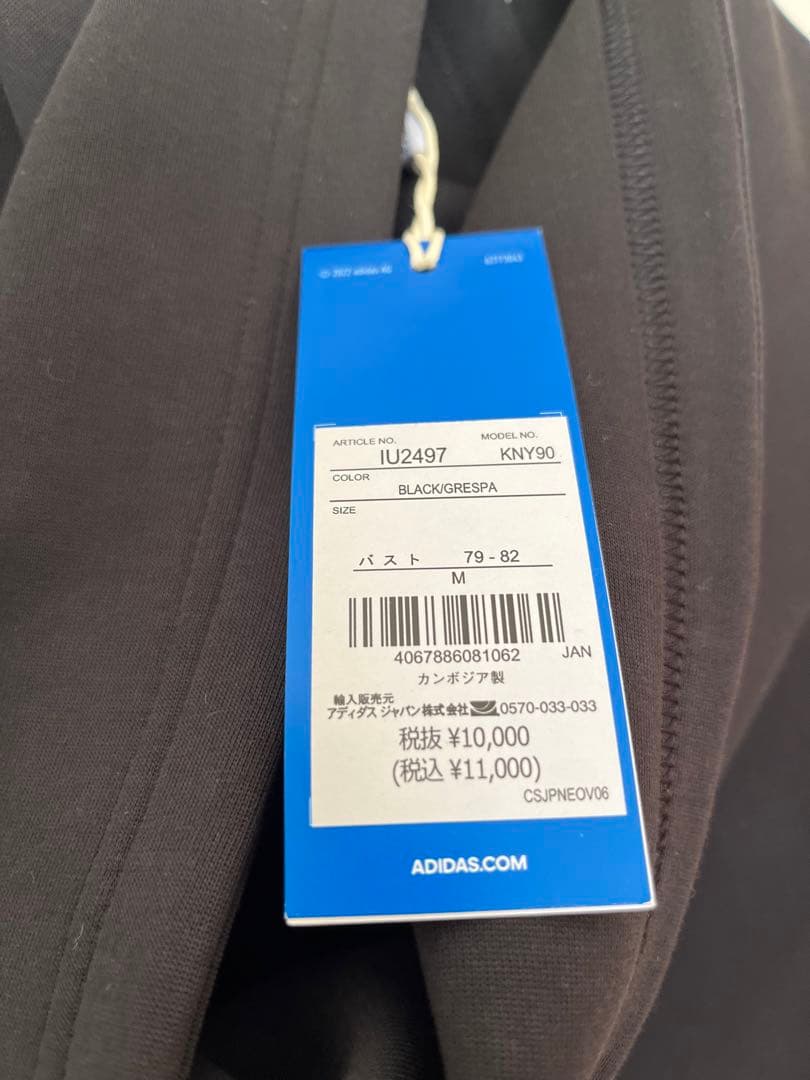 ARTICLE NO. MODEL NO.
IU2497 KNY90
COLOR
BLACK/GRESPA
SIZE
バスト 79 - 82
M
4067886081062 JAN
カンボジア製
輸入販売元
アディダス ジャパン株式会社 0570-033-033
税抜 ¥10,000
(税込 ¥11,000)
CSJPNEOV06
ADIDAS.COM